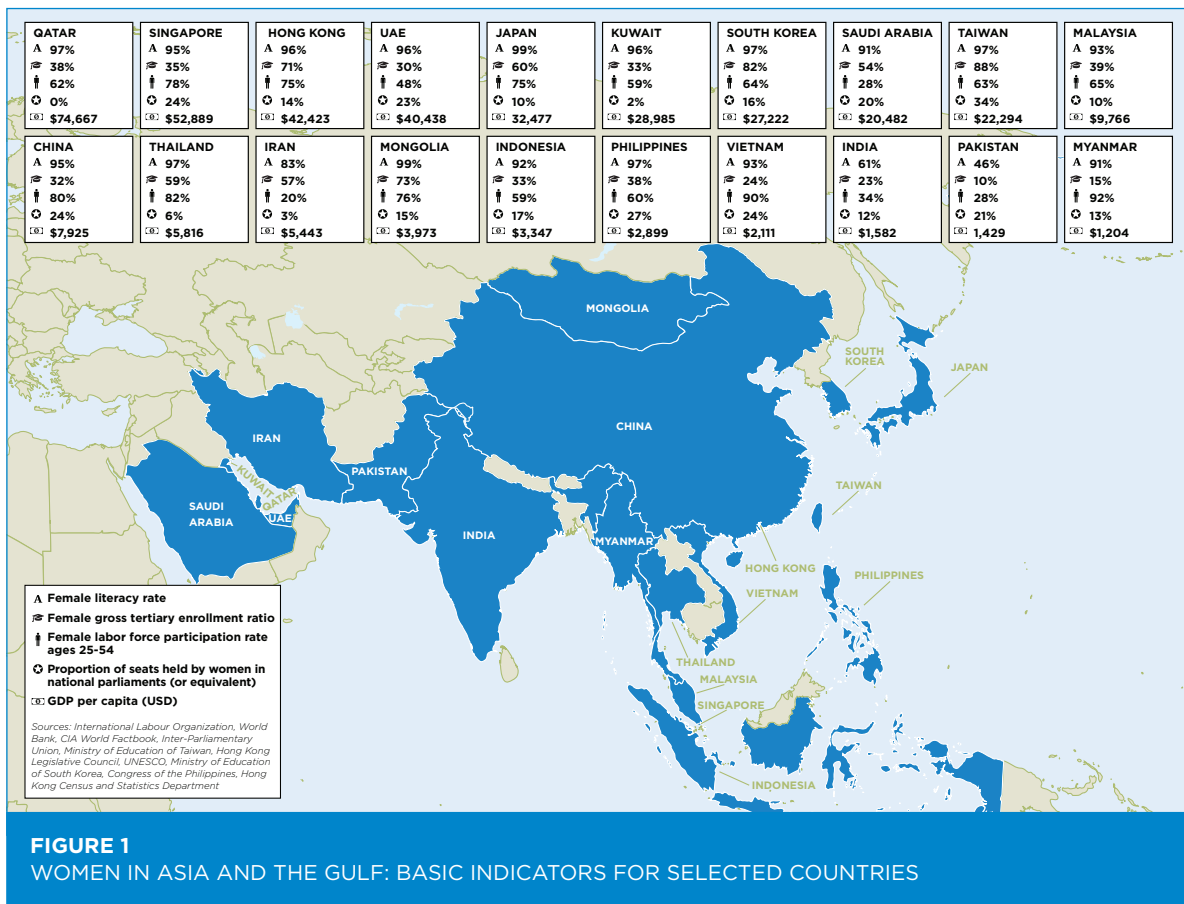 QATAR
A 97%
38%
62%
0%
$74,667
SINGAPORE
A 95%
35%
78%
24%
$52,889
HONG KONG
A 96%
71%
75%
14%
$42,423
UAE
A 96%
30%
48%
23%
$40,438
JAPAN
A 99%
60%
75%
10%
32,477
KUWAIT
A 96%
33%
59%
2%
$28,985
SOUTH KOREA
A 97%
82%
64%
16%
$27,222
SAUDI ARABIA
A 91%
54%
28%
20%
$20,482
TAIWAN
A 97%
88%
63%
34%
$22,294
MALAYSIA
A 93%
39%
65%
10%
$9,766
CHINA
A 95%
32%
80%
24%
$7,925
THAILAND
A 97%
59%
82%
6%
$5,816
IRAN
A 83%
57%
20%
3%
$5,443
MONGOLIA
A 99%
73%
76%
15%
$3,973
INDONESIA
A 92%
33%
59%
17%
$3,347
PHILIPPINES
A 97%
38%
60%
27%
$2,899
VIETNAM
A 93%
24%
90%
24%
$2,111
INDIA
A 61%
23%
34%
12%
$1,582
PAKISTAN
A 46%
10%
28%
21%
1,429
MYANMAR
A 91%
15%
92%
13%
$1,204
MONGOLIA
SOUTH
KOREA
JAPAN
CHINA
IRAN
PAKISTAN
KUWAIT
QATAR
SAUDI
ARABIA
UAE
INDIA
MYANMAR
TAIWAN
HONG KONG
PHILIPPINES
VIETNAM
THAILAND
MALAYSIA
SINGAPORE
INDONESIA
A Female literacy rate
Female gross tertiary enrollment ratio
Female labor force participation rate
ages 25-54
Proportion of seats held by women in
national parliaments (or equivalent)
GDP per capita (USD)
Sources: International Labour Organization, World
Bank, CIA World Factbook, Inter-Parliamentary
Union, Ministry of Education of Taiwan, Hong Kong
Legislative Council, UNESCO, Ministry of Education
of South Korea, Congress of the Philippines, Hong
Kong Census and Statistics Department
FIGURE 1
WOMEN IN ASIA AND THE GULF: BASIC INDICATORS FOR SELECTED COUNTRIES